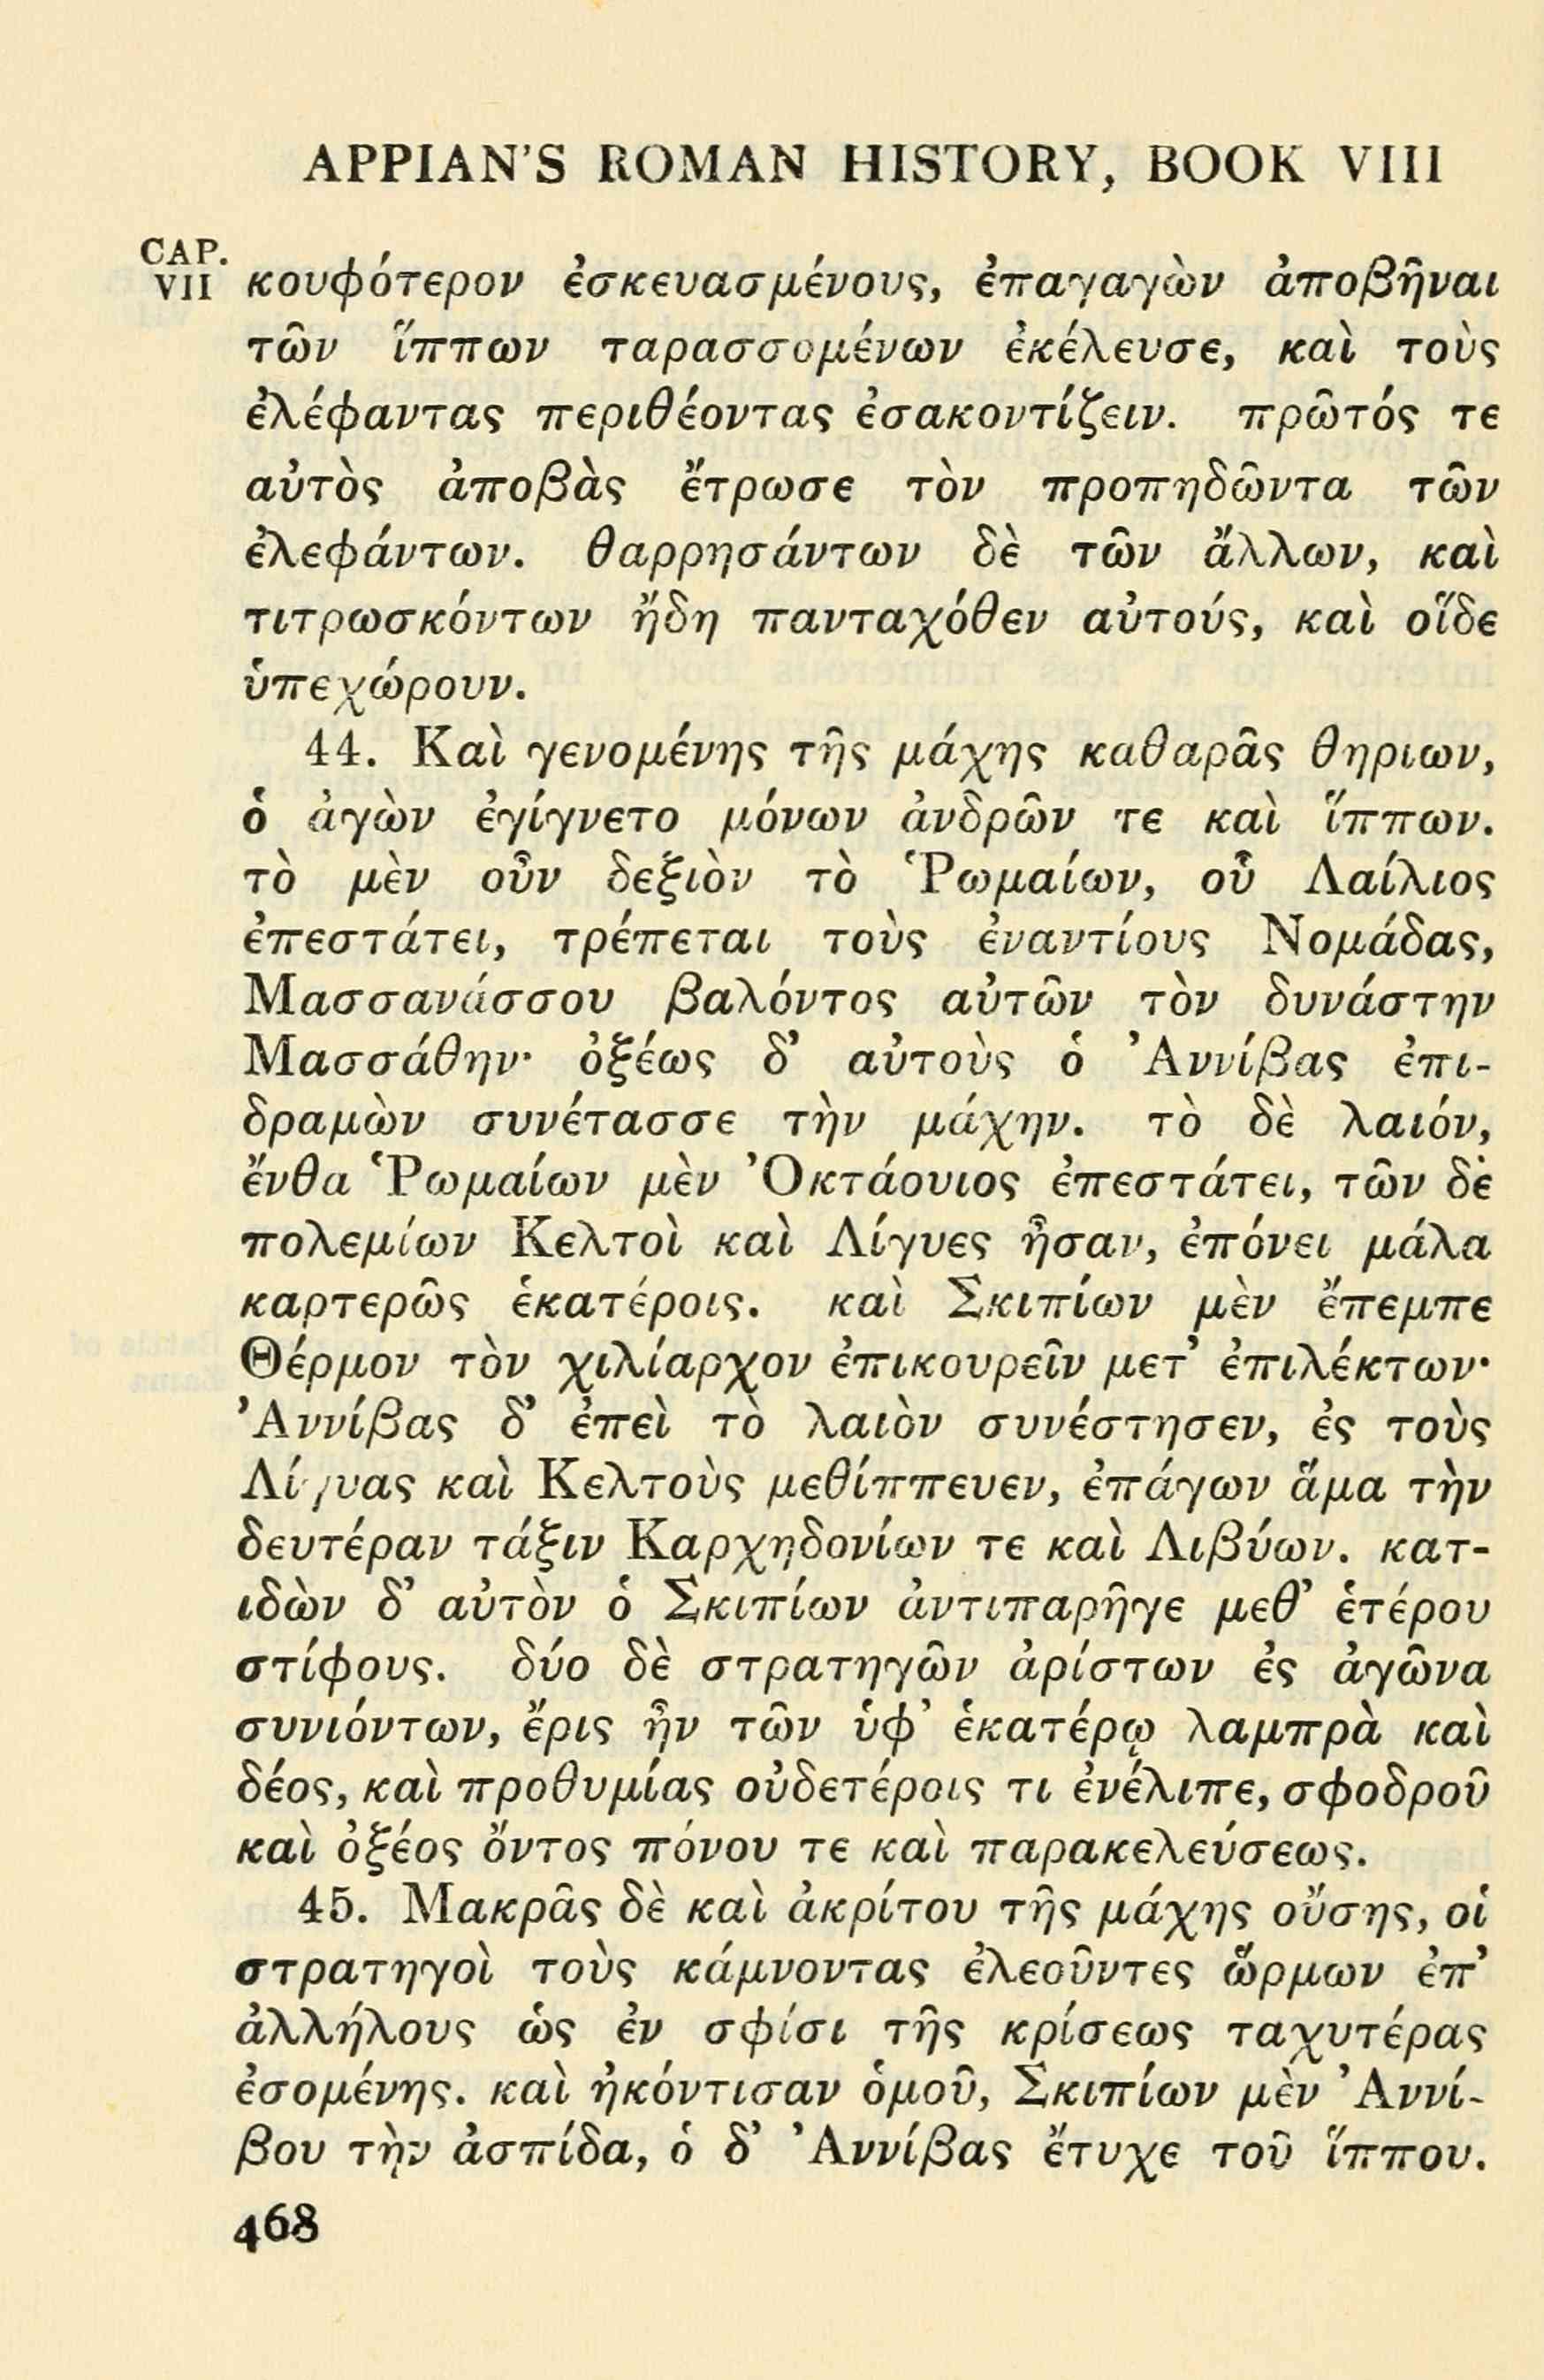 APPIAN'S ROMAN HISTORY, BOOK VIII
CAP.
VII κουφότερον ἐσκευασμένους, ἐπαγαγὼν ἀποβῆναι
τῶν ἵππων ταρασσομένων ἐκέλευσε, καὶ τοὺς
ἐλέφαντας περιθέοντας ἐσακοντίζειν. πρῶτός τε
αὐτὸς ἀποβὰς ἔτρωσε τὸν προπηδῶντα τῶν
ἐλεφάντων. θαρρησάντων δὲ τῶν ἄλλων, καὶ
τιτρωσκόντων ἤδη πανταχόθεν αὐτούς, καὶ οἵδε
ὑπεχώρουν.
44. Καὶ γενομένης τῆς μάχης καθαρᾶς θηριων,
ὁ ἀγὼν ἐγίγνετο μόνων ἀνδρῶν τε καὶ ἵππων.
τὸ μὲν οὖν δεξιὸν τὸ Ῥωμαίων, οὗ Λαίλιος
ἐπεστάτει, τρέπεται τοὺς ἐναντίους Νομάδας,
Μασσανάσσου βαλόντος αὐτῶν τὸν δυνάστην
Μασσάθην· ὀξέως δ' αὐτοὺς ὁ Ἀννίβας ἐπι-
δραμὼν συνέτασσε τὴν μάχην. τὸ δὲ λαιόν,
ἔνθα Ῥωμαίων μὲν Ὀκτάουιος ἐπεστάτει, τῶν δὲ
πολεμίων Κελτοὶ καὶ Λίγυες ἦσαν, ἐπόνει μάλα
καρτερῶς ἑκατέροις. καὶ Σκιπίων μὲν ἔπεμπε
Θέρμον τὸν χιλίαρχον ἐπικουρεῖν μετ' ἐπιλέκτων·
Ἀννίβας δ' ἐπεὶ τὸ λαιὸν συνέστησεν, ἐς τοὺς
Λίγυας καὶ Κελτοὺς μεθίππευεν, ἐπάγων ἅμα τὴν
δευτέραν τάξιν Καρχηδονίων τε καὶ Λιβύων. κατ-
ιδὼν δ' αὐτὸν ὁ Σκιπίων ἀντιπαρῆγε μεθ' ἑτέρου
στίφους. δύο δὲ στρατηγῶν ἀρίστων ἐς ἀγῶνα
συνιόντων, ἔρις ἦν τῶν ὑφ' ἑκατέρῳ λαμπρὰ καὶ
δέος, καὶ προθυμίας οὐδετέροις τι ἐνέλιπε, σφοδροῦ
καὶ ὀξέος ὄντος πόνου τε καὶ παρακελεύσεως.
45. Μακρᾶς δὲ καὶ ἀκρίτου τῆς μάχης οὔσης, οἱ
στρατηγοὶ τοὺς κάμνοντας ἐλεοῦντες ὥρμων ἐπ'
ἀλλήλους ὡς ἐν σφίσι τῆς κρίσεως ταχυτέρας
ἐσομένης. καὶ ἠκόντισαν ὁμοῦ, Σκιπίων μὲν Ἀννί-
βου τὴν ἀσπίδα, ὁ δ' Ἀννίβας ἔτυχε τοῦ ἵππου.
468